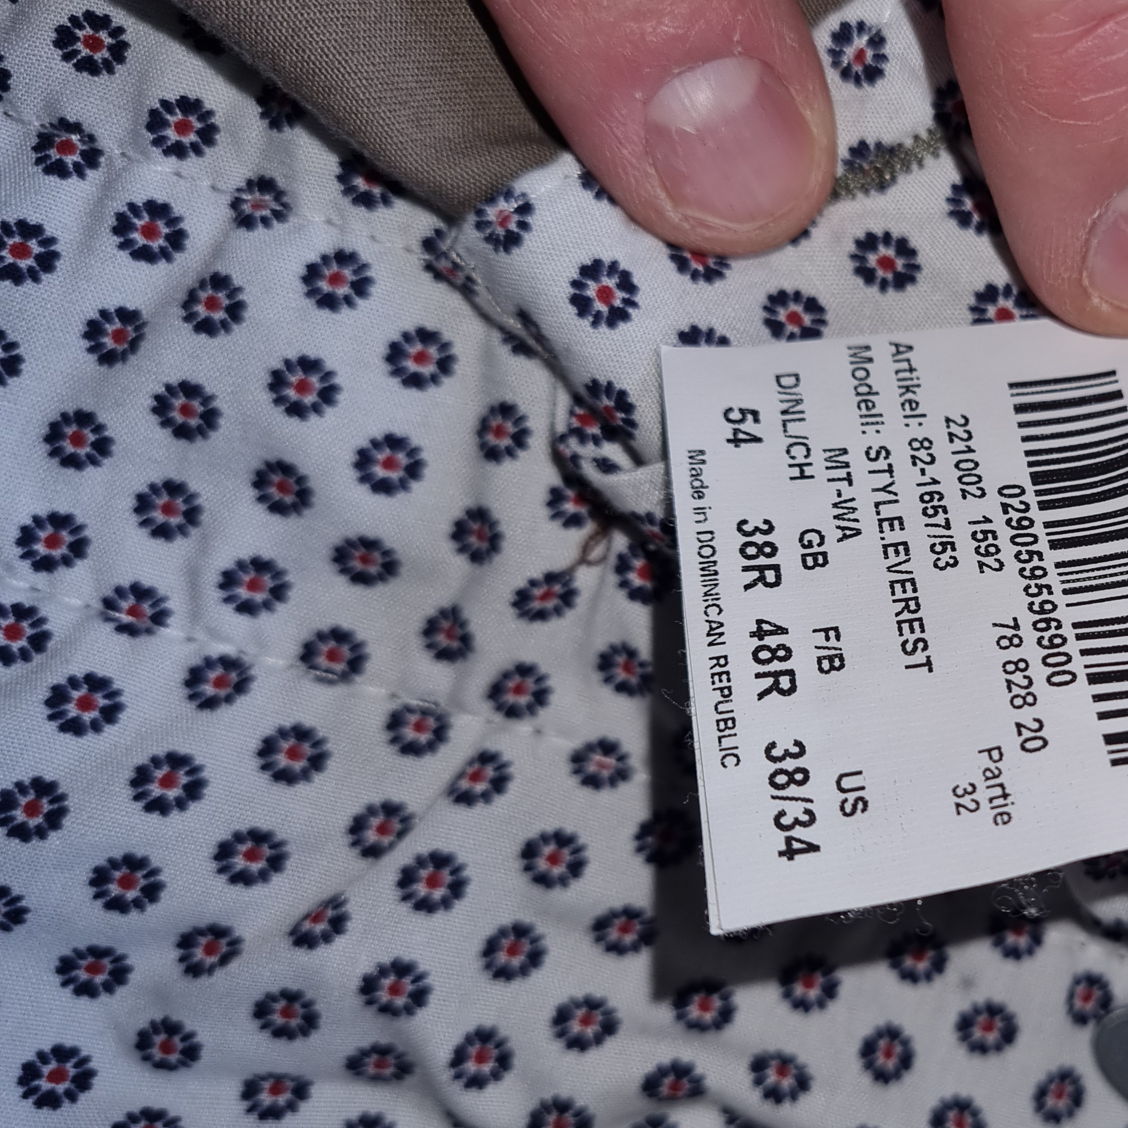 029059596900
221002 1592 78 828 20
Artikel: 82-1657/53 Partie
Modell: STYLE.EVEREST 32
MT-WA
D/NL/CH GB F/B US
54 38R 48R 38/34
Made in DOMINICAN REPUBLIC